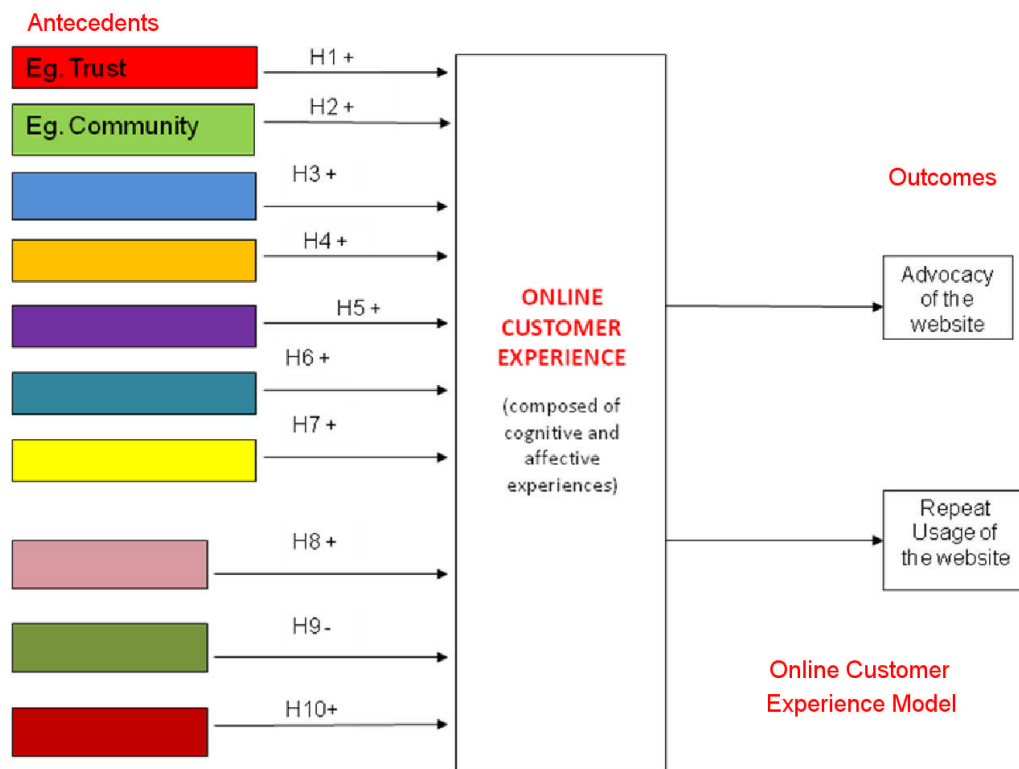 Antecedents
Eg. Trust
H1 +
Eg. Community
H2 +
H3 +
H4 +
H5 +
H6 +
H7 +
H8 +
H9 -
H10+
ONLINE
CUSTOMER
EXPERIENCE
(composed of
cognitive and
affective
experiences)
Outcomes
Advocacy
of the
website
Repeat
Usage of
the website
Online Customer
Experience Model